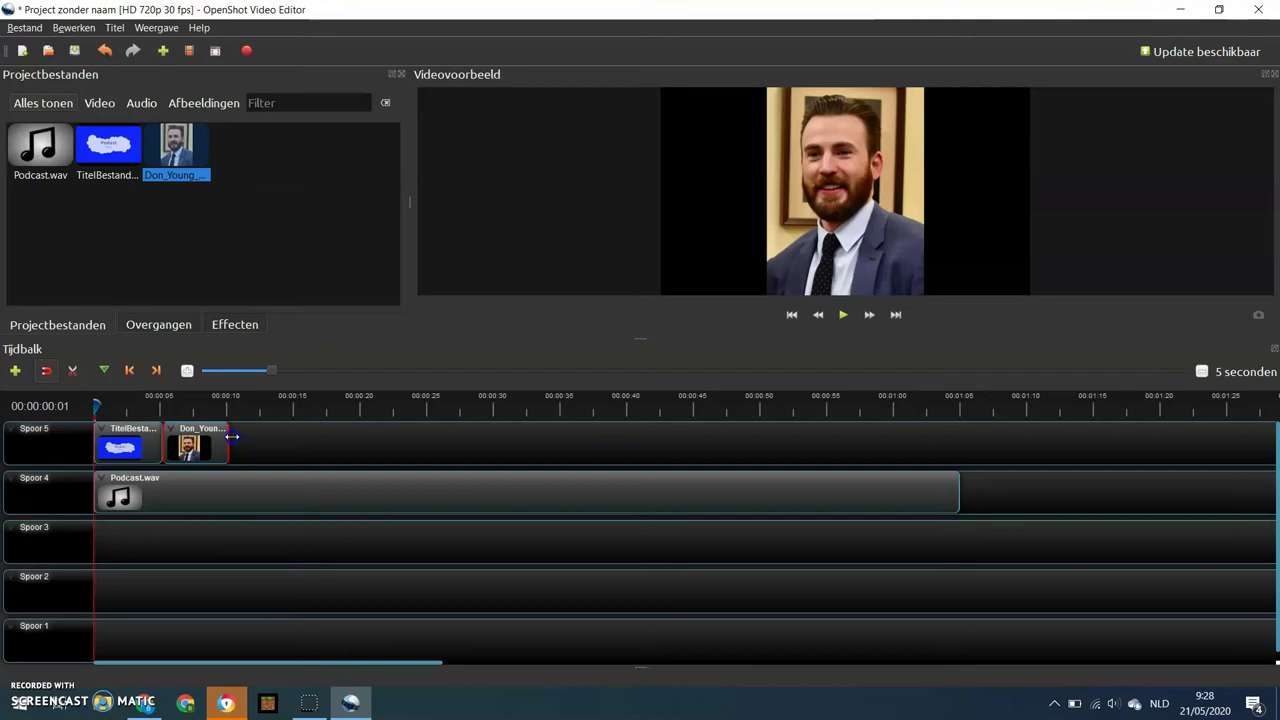 * Project zonder naam [HD 720p 30 fps] - OpenShot Video Editor
Bestand Bewerken Titel Weergave Help
Update beschikbaar
Projectbestanden
Videovoorbeeld
Alles tonen Video Audio Afbeeldingen Filter
Podcast.wav TitelBestand... Don_Young_...
Projectbestanden Overgangen Effecten
Tijdbalk
5 seconden
00:00:00:01
00:00:05 00:00:10 00:00:15 00:00:20 00:00:25 00:00:30 00:00:35 00:00:40 00:00:45 00:00:50 00:00:55 00:01:00 00:01:05 00:01:10 00:01:15 00:01:20 00:01:25
Spoor 5
TitelBesta... Don_Youn...
Spoor 4
Podcast.wav
Spoor 3
Spoor 2
Spoor 1
RECORDED WITH
SCREENCAST MATIC
NLD
9:28
21/05/2020
4